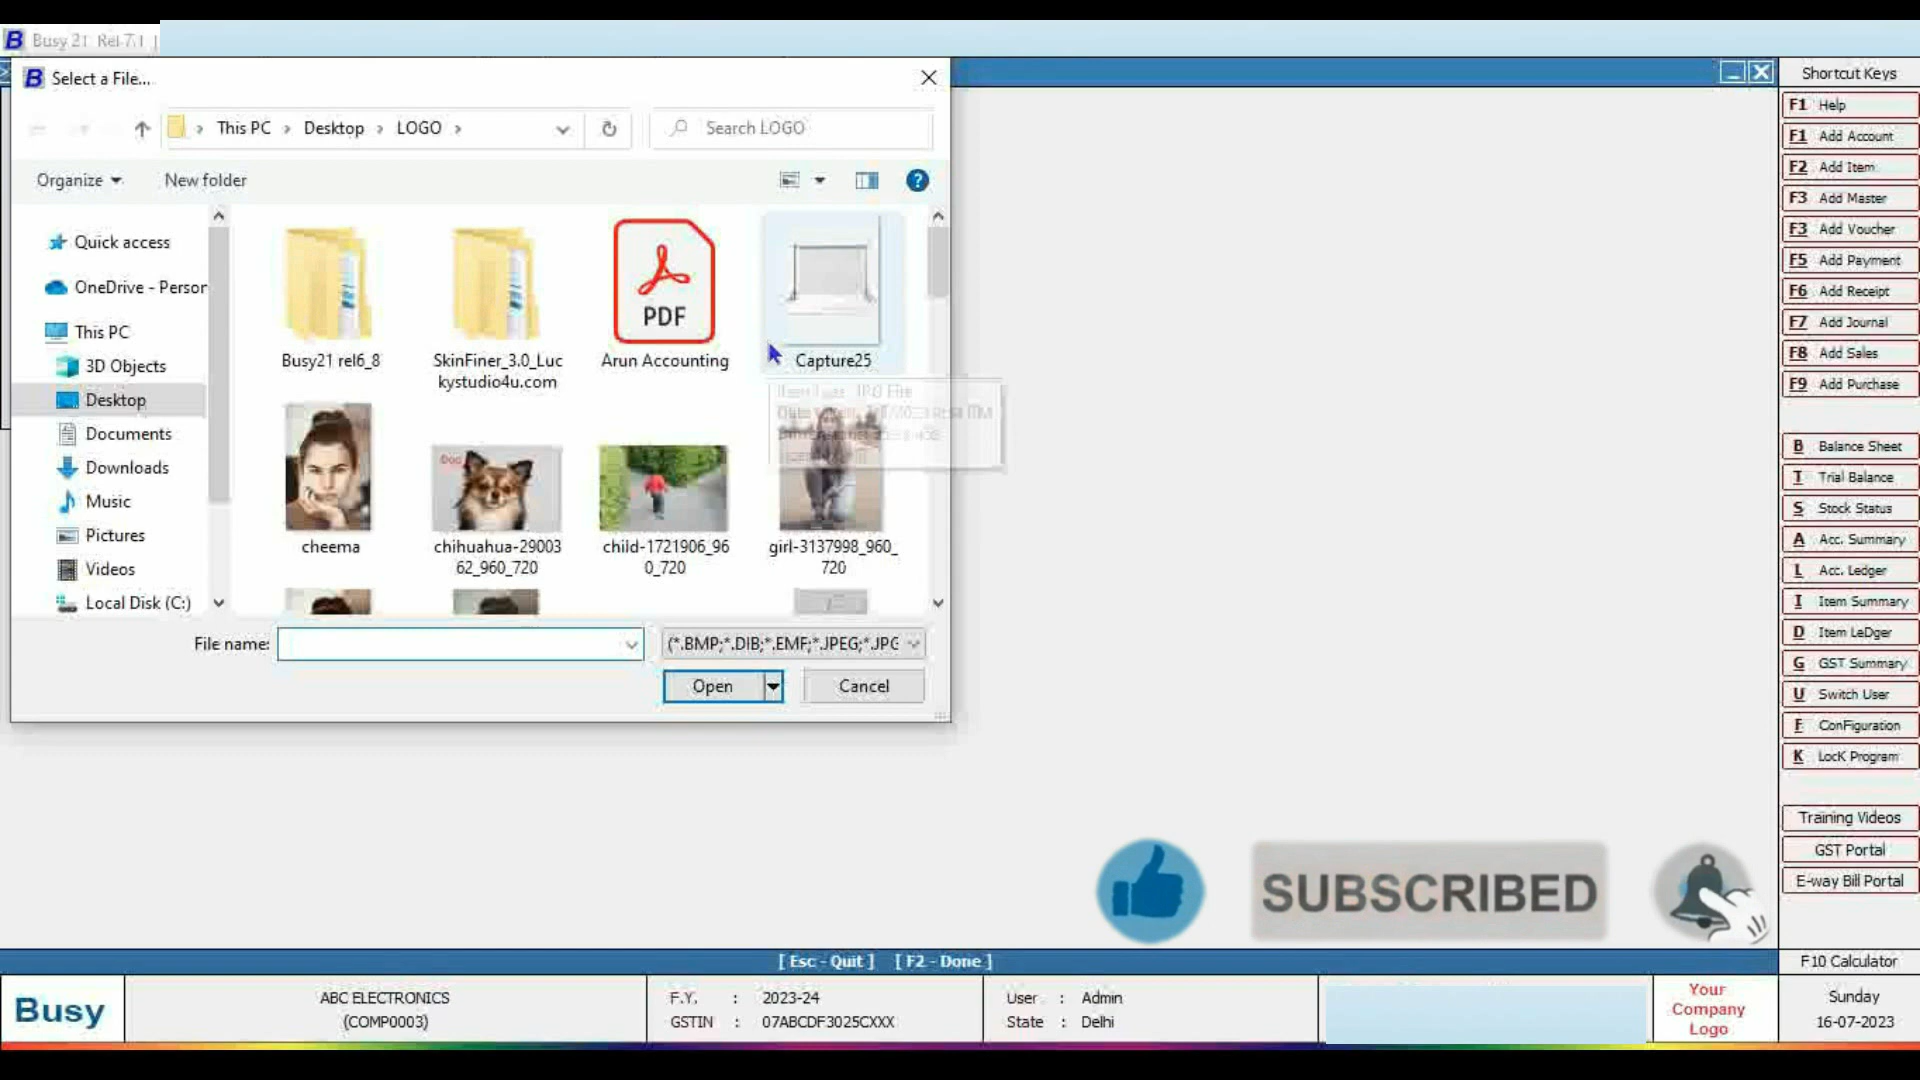 Busy 21 Rel 7.1
Select a File...
This PC > Desktop > LOGO >
Search LOGO
Organize
New folder
Quick access
OneDrive - Person
This PC
3D Objects
Desktop
Documents
Downloads
Music
Pictures
Videos
Local Disk (C:)
Busy21 rel6_8
SkinFiner_3.0_Luc
kystudio4u.com
PDF
Arun Accounting
Capture25
cheema
chihuahua-29003
62_960_720
child-1721906_96
0_720
girl-3137998_960_
720
File name:
(*.BMP;*.DIB;*.EMF;*.JPEG;*.JPG
Open
Cancel
Shortcut Keys
F1 Help
F1 Add Account
F2 Add Item
F3 Add Master
F3 Add Voucher
F5 Add Payment
F6 Add Receipt
F7 Add Journal
F8 Add Sales
F9 Add Purchase
B Balance Sheet
T Trial Balance
S Stock Status
A Acc. Summary
L Acc. Ledger
I Item Summary
D Item LeDger
G GST Summary
U Switch User
F ConFiguration
K LocK Program
Training Videos
GST Portal
E-way Bill Portal
SUBSCRIBED
[ Esc - Quit ] [ F2 - Done ]
F10 Calculator
Busy
ABC ELECTRONICS
(COMP0003)
F.Y. : 2023-24
GSTIN : 07ABCDF3025CXXX
User : Admin
State : Delhi
Your
Company
Logo
Sunday
16-07-2023